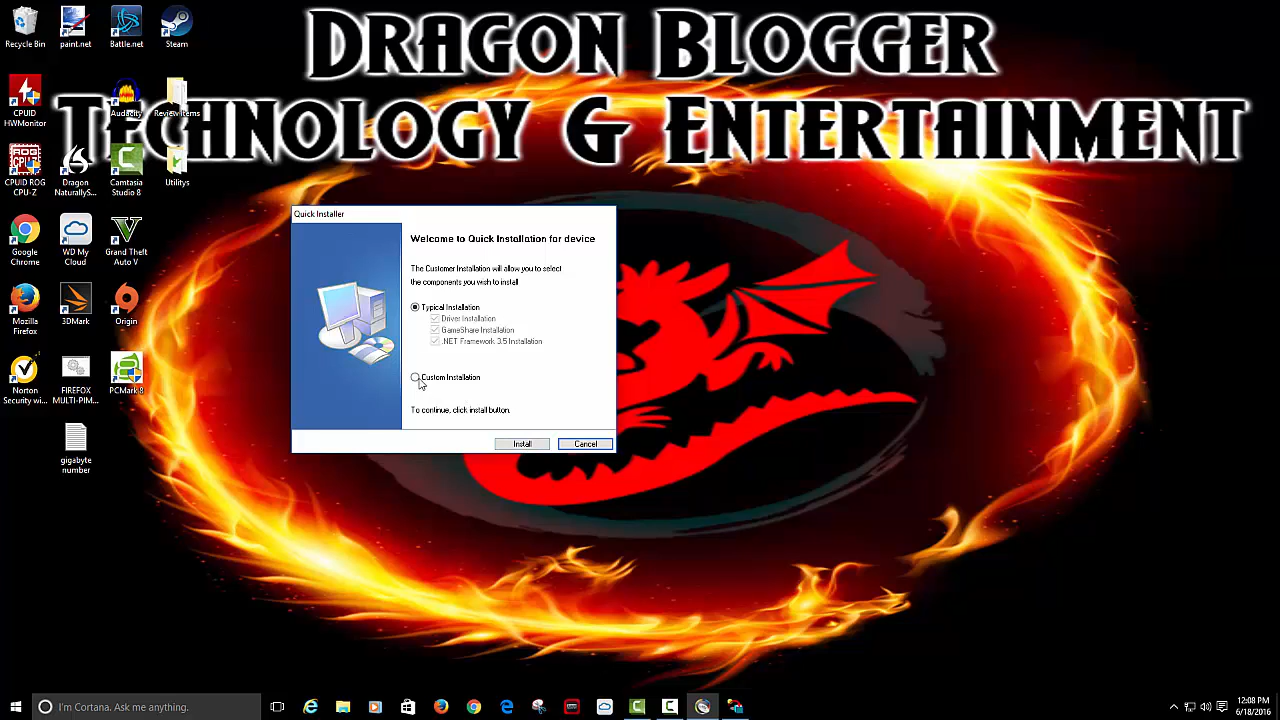 DRAGON BLOGGER
TECHNOLOGY & ENTERTAINMENT
Recycle Bin
paint.net
Battle.net
Steam
CPUID
HWMonitor
Audacity
Review Items
CPUID ROG
CPU-Z
Dragon
NaturallyS...
Camtasia
Studio 8
Utilitys
Google
Chrome
WD My
Cloud
Grand Theft
Auto V
Mozilla
Firefox
3DMark
Origin
Norton
Security wi...
FIREFOX
MULTI-PIM...
PCMark 8
gigabyte
number
Quick Installer
Welcome to Quick Installation for device
The Customer Installation will allow you to select
the components you wish to install
Typical Installation
Driver Installation
GameShare Installation
.NET Framework 3.5 Installation
Custom Installation
To continue, click install button.
Install
Cancel
I'm Cortana. Ask me anything.
12:08 PM
6/18/2016